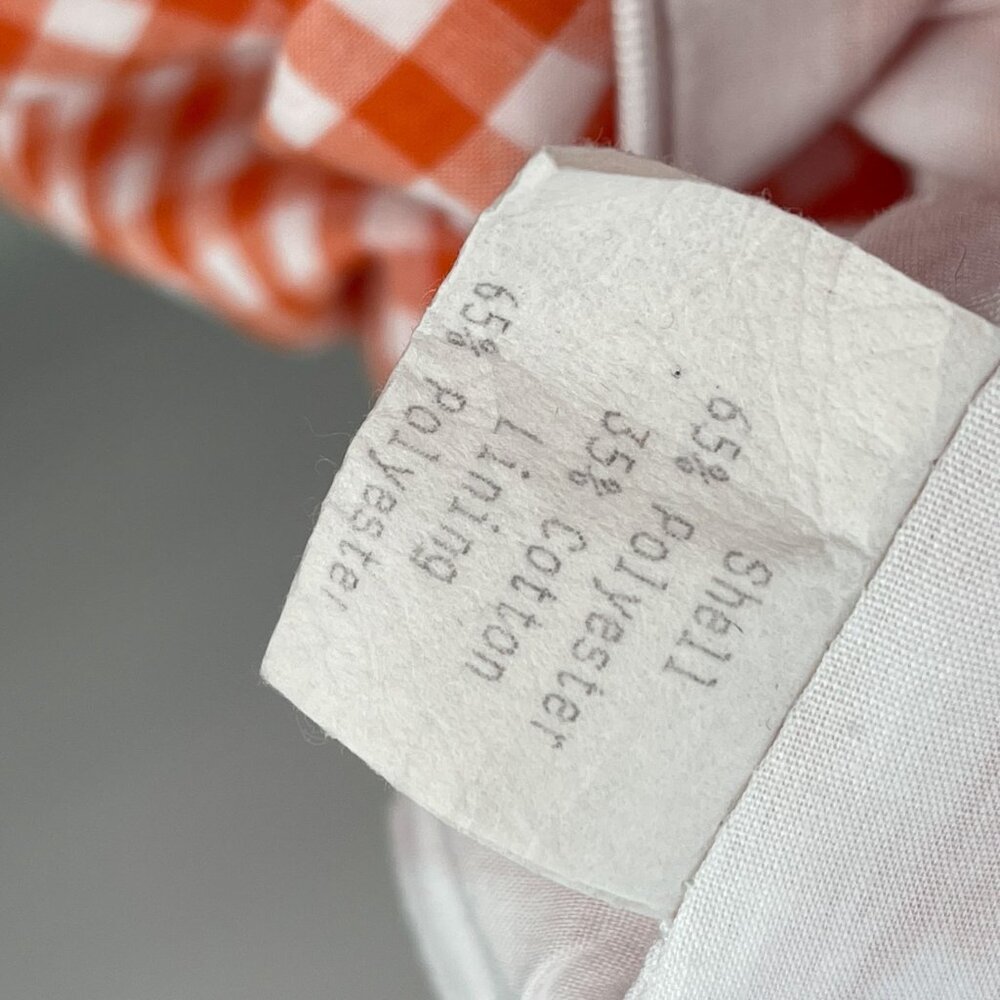 Shell
65% Polyester
35% Cotton
Lining
65% Polyester